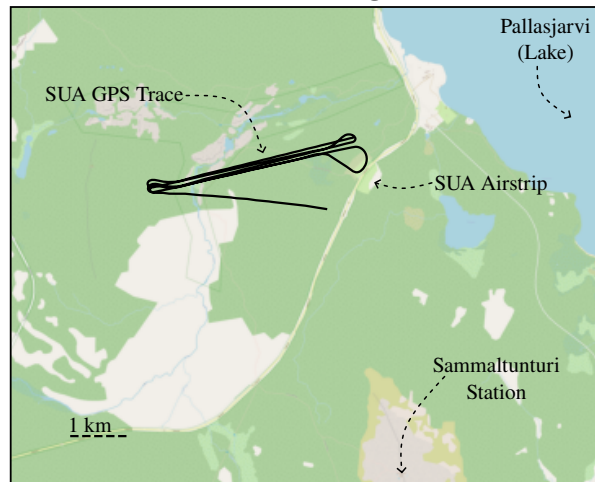 Pallasjarvi
(Lake)
SUA GPS Trace
SUA Airstrip
Sammaltunturi
Station
1 km